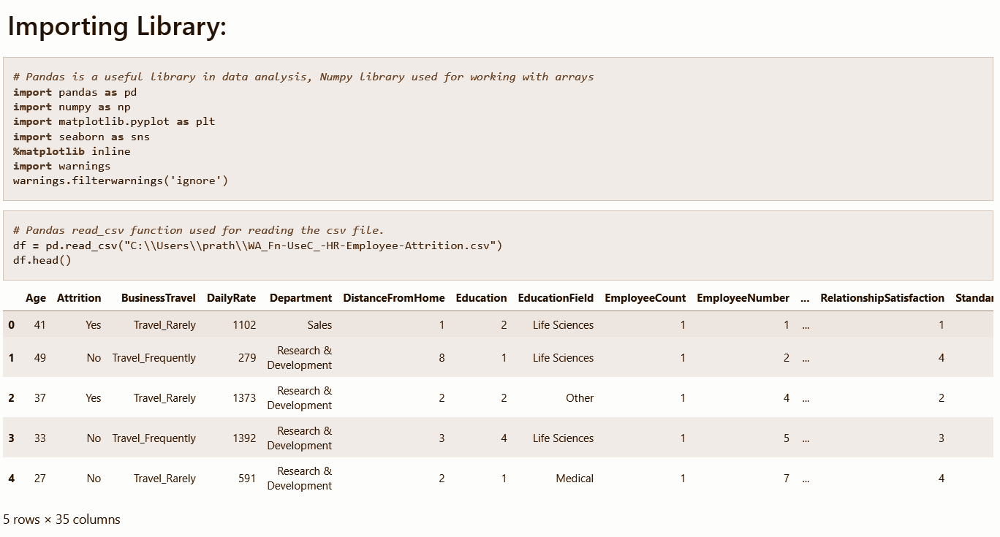 Importing Library:
# Pandas is a useful library in data analysis, Numpy library used for working with arrays
import pandas as pd
import numpy as np
import matplotlib.pyplot as plt
import seaborn as sns
%matplotlib inline
import warnings
warnings.filterwarnings('ignore')
# Pandas read_csv function used for reading the csv file.
df = pd.read_csv("C:\\Users\\prath\\WA_Fn-UseC_-HR-Employee-Attrition.csv")
df.head()
Age Attrition BusinessTravel DailyRate Department DistanceFromHome Education EducationField EmployeeCount EmployeeNumber ... RelationshipSatisfaction Standar
0 41 Yes Travel_Rarely 1102 Sales 1 2 Life Sciences 1 1 ... 1
1 49 No Travel_Frequently 279 Research & Development 8 1 Life Sciences 1 2 ... 4
2 37 Yes Travel_Rarely 1373 Research & Development 2 2 Other 1 4 ... 2
3 33 No Travel_Frequently 1392 Research & Development 3 4 Life Sciences 1 5 ... 3
4 27 No Travel_Rarely 591 Research & Development 2 1 Medical 1 7 ... 4
5 rows × 35 columns